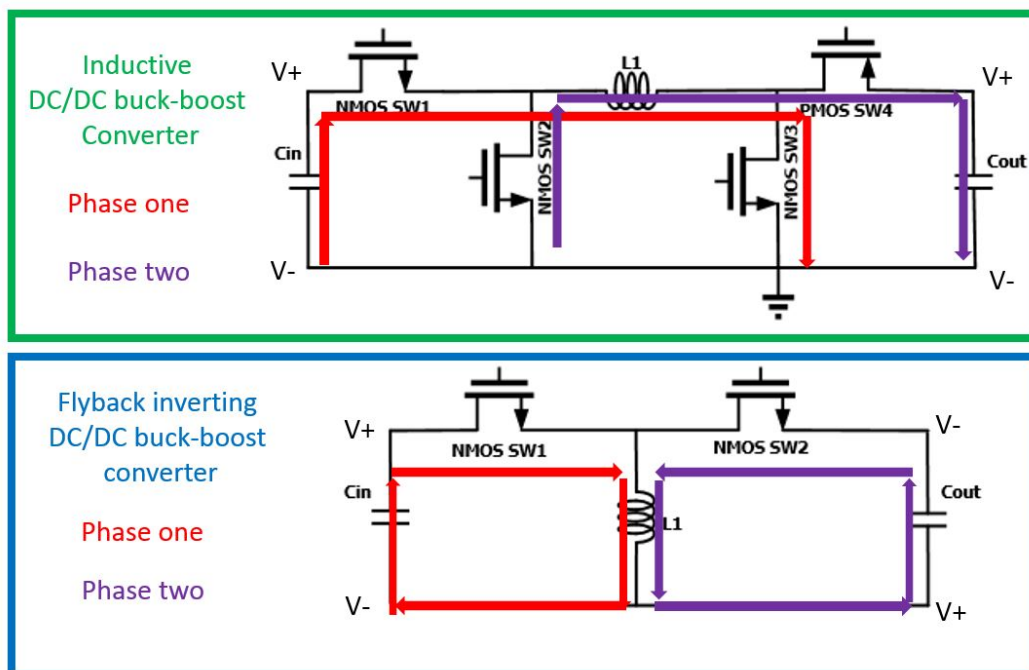 Inductive
DC/DC buck-boost
Converter
Phase one
Phase two
V+
NMOS SW1
Cin
V-
NMOS SW2
L1
NMOS SW3
PMOS SW4
V+
Cout
V-
Flyback inverting
DC/DC buck-boost
converter
Phase one
Phase two
V+
NMOS SW1
Cin
V-
L1
NMOS SW2
V-
Cout
V+